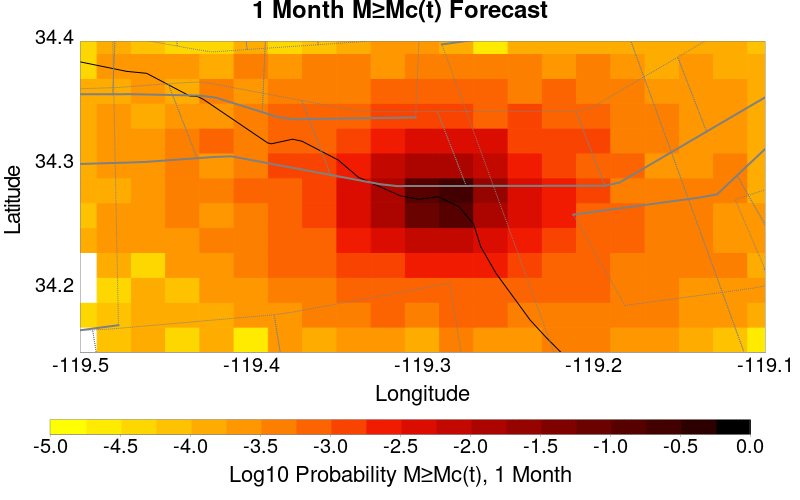 1 Month M≥Mc(t) Forecast
34.4
34.3
34.2
Latitude
-119.5 -119.4 -119.3 -119.2 -119.1
Longitude
-5.0 -4.5 -4.0 -3.5 -3.0 -2.5 -2.0 -1.5 -1.0 -0.5 0.0
Log10 Probability M≥Mc(t), 1 Month